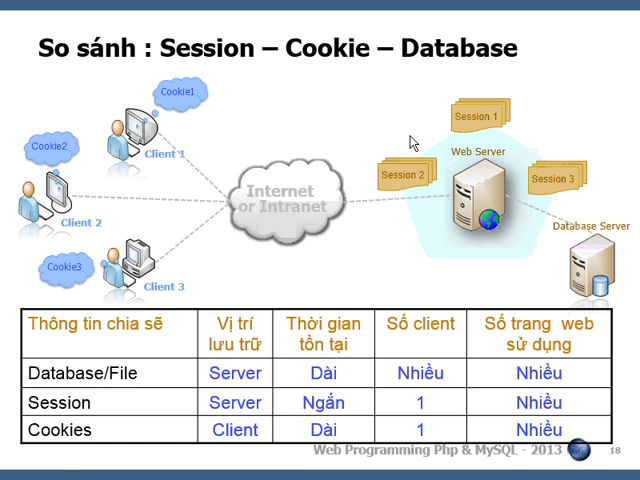 So sánh : Session – Cookie – Database
Cookie1
Client 1
Cookie2
Client 2
Cookie3
Client 3
Internet
or Intranet
Session 1
Web Server
Session 2
Session 3
Database Server
Thông tin chia sẽ
Vị trí
lưu trữ
Thời gian
tồn tại
Số client
Số trang web
sử dụng
Database/File Server Dài Nhiều Nhiều
Session Server Ngắn 1 Nhiều
Cookies Client Dài 1 Nhiều
Web Programming Php & MySQL - 2013
18